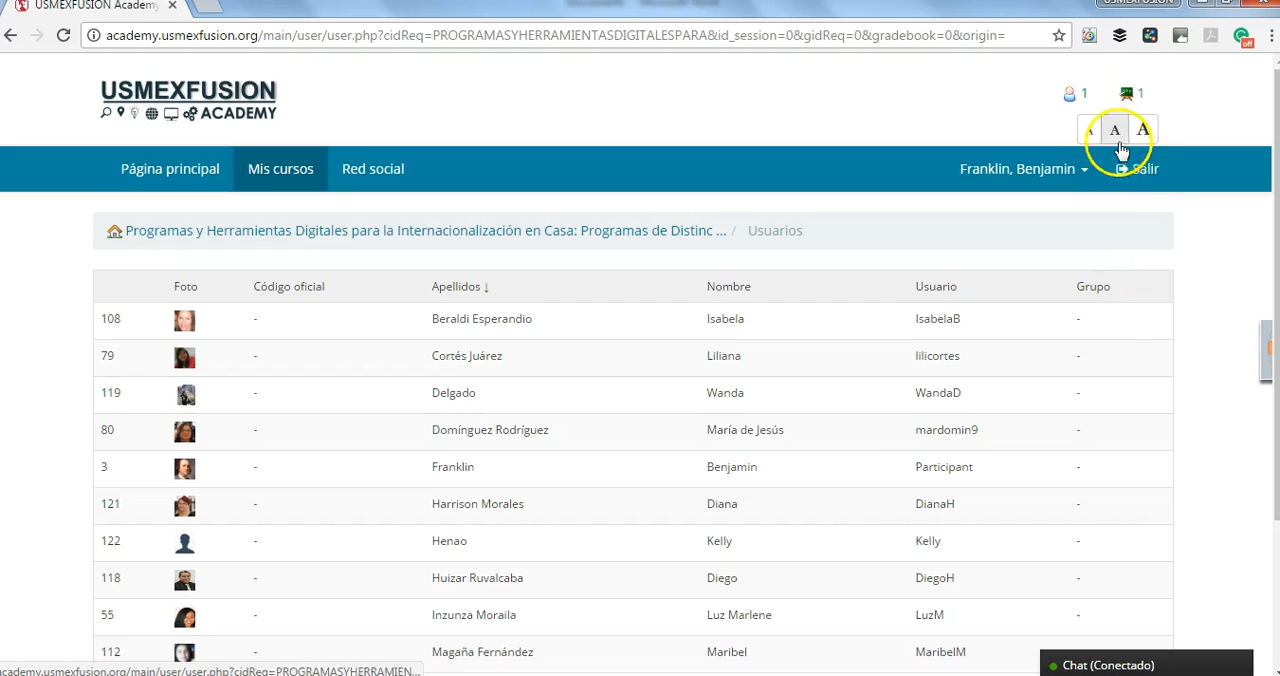 USMEXFUSION Academy
USMEXFUSION
academy.usmexfusion.org/main/user/user.php?cidReq=PROGRAMASYHERRAMIENTASDIGITALESPARA&id_session=0&gidReq=0&gradebook=0&origin=
off
USMEXFUSION
ACADEMY
1 1
A A A
Página principal Mis cursos Red social Franklin, Benjamin Salir
Programas y Herramientas Digitales para la Internacionalización en Casa: Programas de Distinc ... / Usuarios
Foto Código oficial Apellidos ↓ Nombre Usuario Grupo
108 - Beraldi Esperandio Isabela IsabelaB -
79 - Cortés Juárez Liliana lilicortes -
119 - Delgado Wanda WandaD -
80 - Domínguez Rodríguez María de Jesús mardomin9 -
3 - Franklin Benjamin Participant -
121 - Harrison Morales Diana DianaH -
122 - Henao Kelly Kelly -
118 - Huizar Ruvalcaba Diego DiegoH -
55 - Inzunza Moraila Luz Marlene LuzM -
112 - Magaña Fernández Maribel MaribelM -
Chat (Conectado)
academy.usmexfusion.org/main/user/user.php?cidReq=PROGRAMASYHERRAMIEN...